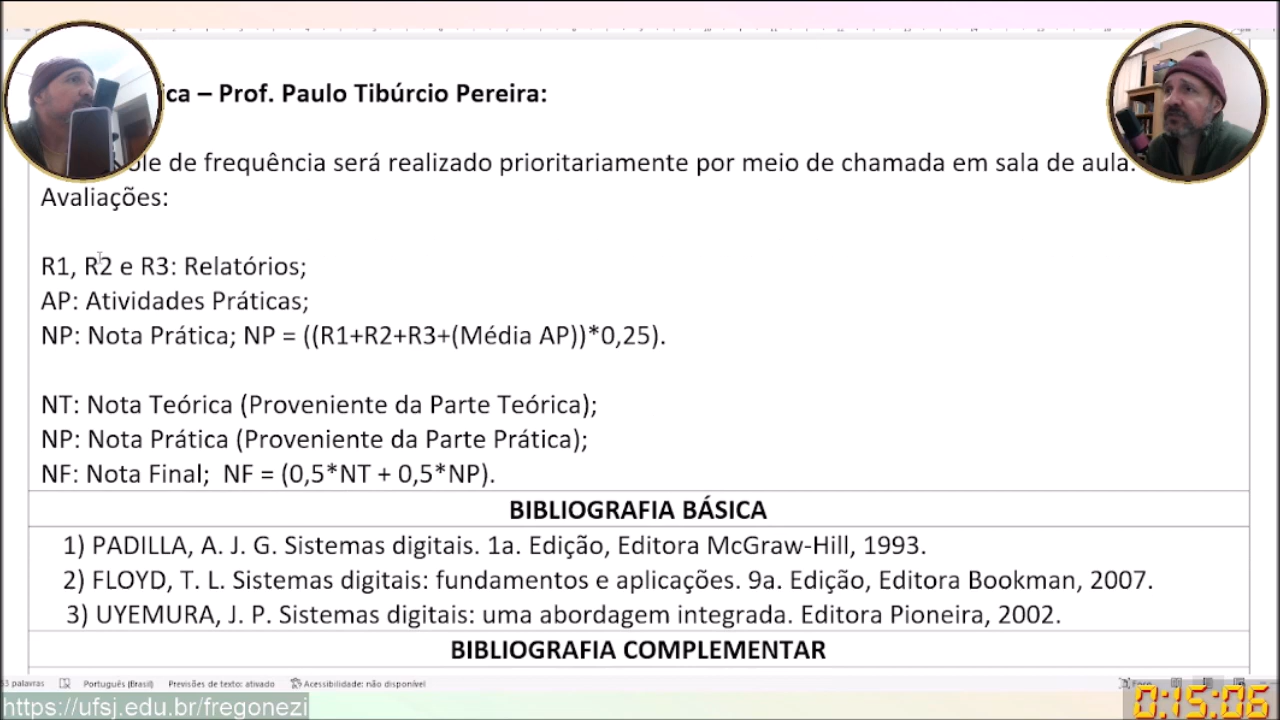 ca – Prof. Paulo Tibúrcio Pereira:
ole de frequência será realizado prioritariamente por meio de chamada em sala de aula.
Avaliações:
R1, R2 e R3: Relatórios;
AP: Atividades Práticas;
NP: Nota Prática; NP = ((R1+R2+R3+(Média AP))*0,25).
NT: Nota Teórica (Proveniente da Parte Teórica);
NP: Nota Prática (Proveniente da Parte Prática);
NF: Nota Final; NF = (0,5*NT + 0,5*NP).
BIBLIOGRAFIA BÁSICA
1) PADILLA, A. J. G. Sistemas digitais. 1a. Edição, Editora McGraw-Hill, 1993.
2) FLOYD, T. L. Sistemas digitais: fundamentos e aplicações. 9a. Edição, Editora Bookman, 2007.
3) UYEMURA, J. P. Sistemas digitais: uma abordagem integrada. Editora Pioneira, 2002.
BIBLIOGRAFIA COMPLEMENTAR
palavras Português (Brasil) Previsões de texto: ativado Acessibilidade: não disponível
https://ufsj.edu.br/fregonezi
0:15:06